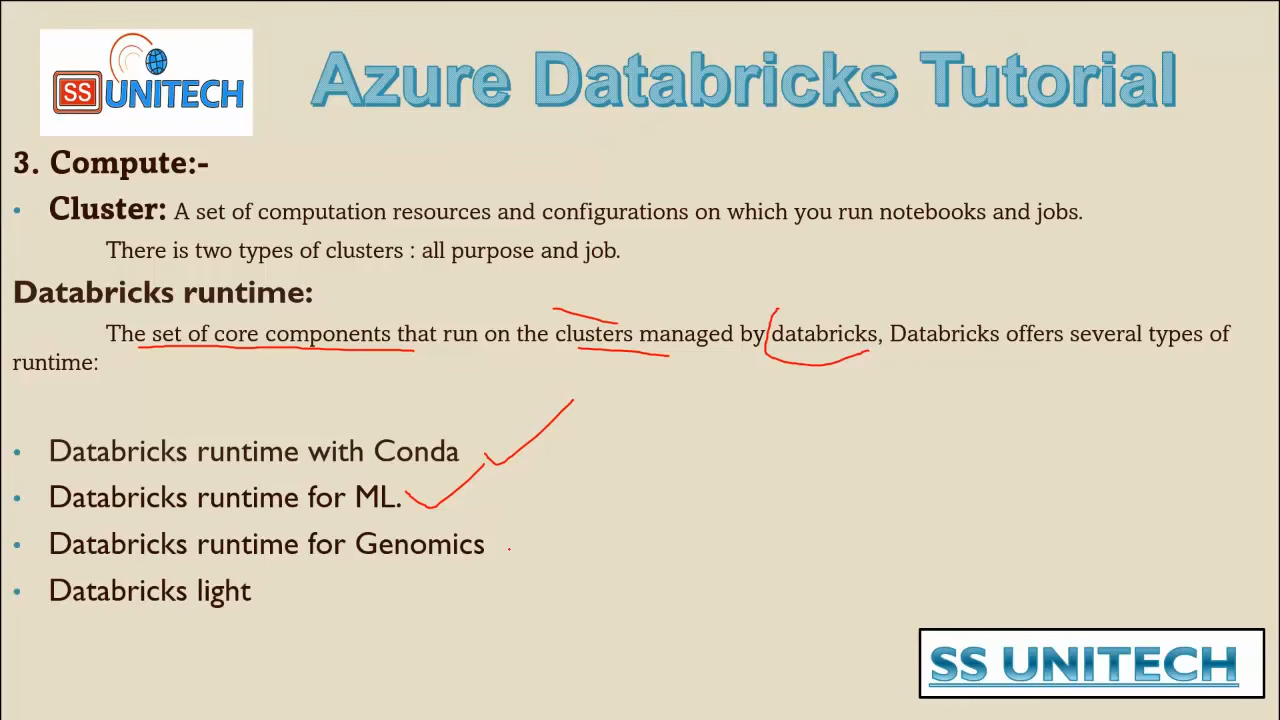 SS UNITECH
Azure Databricks Tutorial
3. Compute:-
• Cluster: A set of computation resources and configurations on which you run notebooks and jobs.
There is two types of clusters : all purpose and job.
Databricks runtime:
The set of core components that run on the clusters managed by databricks, Databricks offers several types of
runtime:
• Databricks runtime with Conda
• Databricks runtime for ML.
• Databricks runtime for Genomics
• Databricks light
SS UNITECH